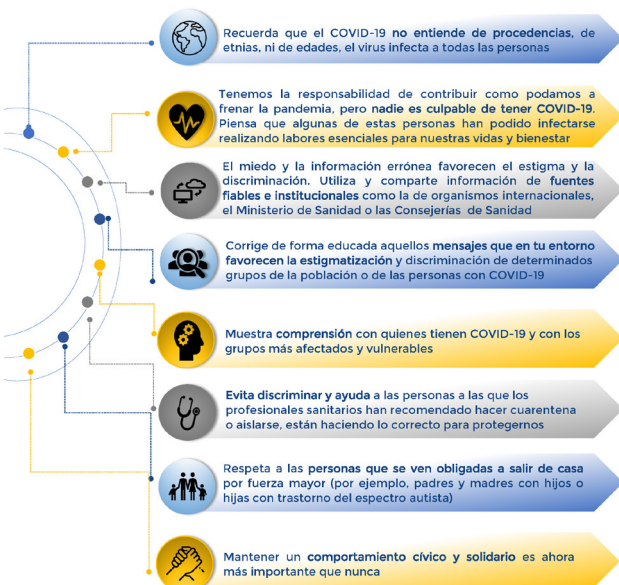 Recuerda que el COVID-19 no entiende de procedencias, de
etnias, ni de edades, el virus infecta a todas las personas
Tenemos la responsabilidad de contribuir como podamos a
frenar la pandemia, pero nadie es culpable de tener COVID-19.
Piensa que algunas de estas personas han podido infectarse
realizando labores esenciales para nuestras vidas y bienestar
El miedo y la información errónea favorecen el estigma y la
discriminación. Utiliza y comparte información de fuentes
fiables e institucionales como la de organismos internacionales,
el Ministerio de Sanidad o las Consejerías de Sanidad
Corrige de forma educada aquellos mensajes que en tu entorno
favorecen la estigmatización y discriminación de determinados
grupos de la población o de las personas con COVID-19
Muestra comprensión con quienes tienen COVID-19 y con los
grupos más afectados y vulnerables
Evita discriminar y ayuda a las personas a las que los
profesionales sanitarios han recomendado hacer cuarentena
o aislarse, están haciendo lo correcto para protegernos
Respeta a las personas que se ven obligadas a salir de casa
por fuerza mayor (por ejemplo, padres y madres con hijos o
hijas con trastorno del espectro autista)
Mantener un comportamiento cívico y solidario es ahora
más importante que nunca